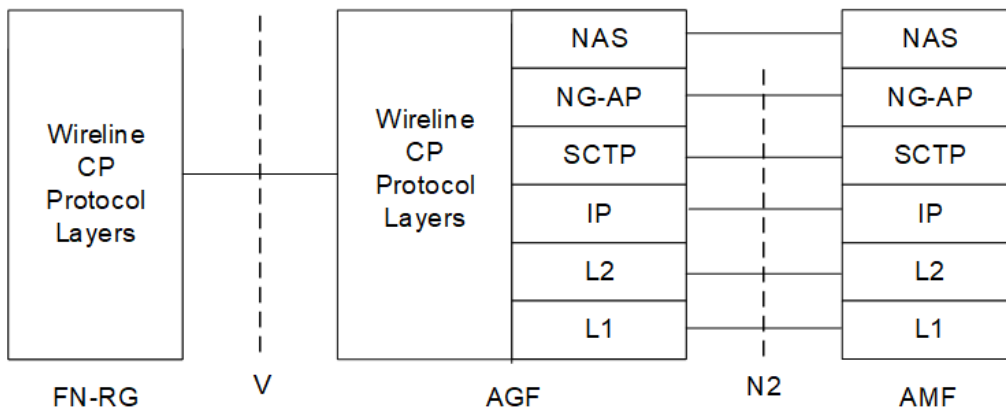 Wireline
CP
Protocol
Layers
Wireline
CP
Protocol
Layers
NAS
NG-AP
SCTP
IP
L2
L1
NAS
NG-AP
SCTP
IP
L2
L1
FN-RG
V
AGF
N2
AMF